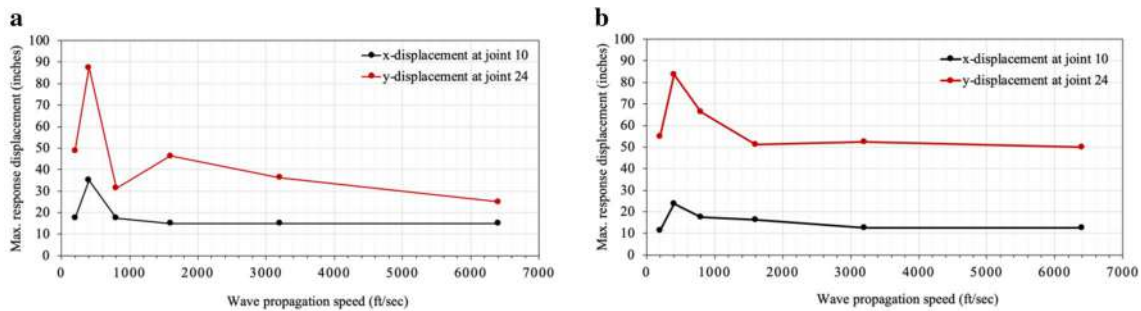 a
100
90
80
70
60
50
40
30
20
10
0
Max. response displacement (inches)
x-displacement at joint 10
y-displacement at joint 24
0 1000 2000 3000 4000 5000 6000 7000
Wave propagation speed (ft/sec)
b
100
90
80
70
60
50
40
30
20
10
0
Max. response displacement (inches)
x-displacement at joint 10
y-displacement at joint 24
0 1000 2000 3000 4000 5000 6000 7000
Wave propagation speed (ft/sec)